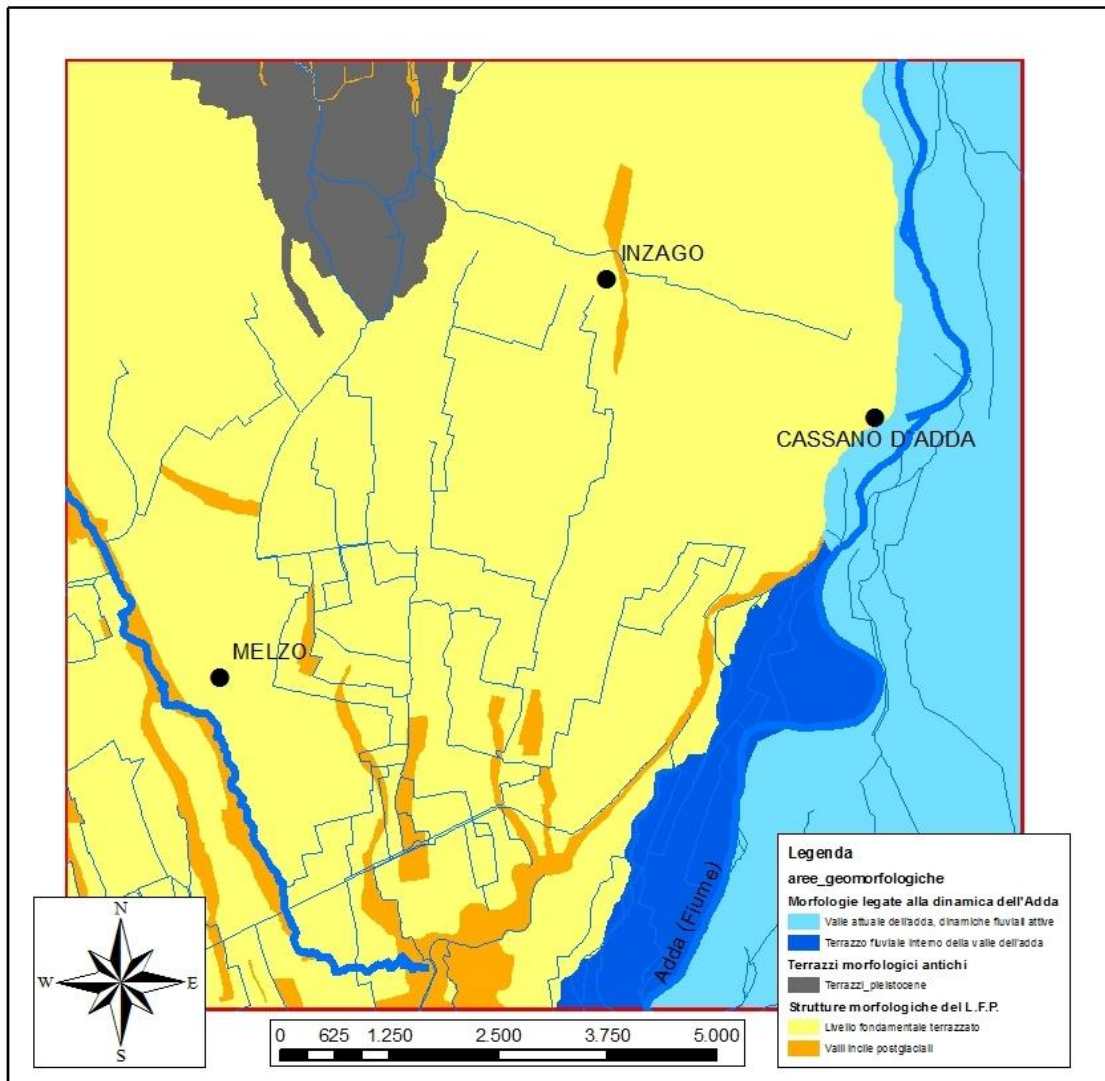 INZAGO
CASSANO D'ADDA
MELZO
Adda (Fiume)
N
W
E
S
0 625 1.250 2.500 3.750 5.000
Legenda
aree_geomorfologiche
Morfologie legate alla dinamica dell'Adda
Valle attuale dell'adda, dinamiche fluviali attive
Terrazzo fluviale interno della valle dell'adda
Terrazzi morfologici antichi
Terrazzi_pleistocene
Strutture morfologiche del L.F.P.
Livello fondamentale terrazzato
Valli incile postglaciali